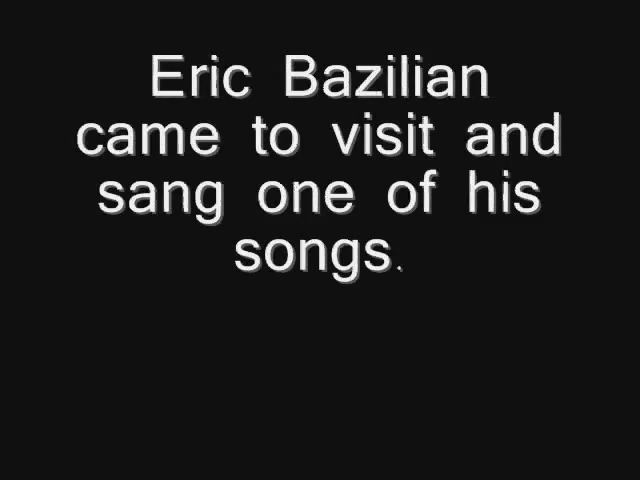 Eric Bazilian
came to visit and
sang one of his
songs.